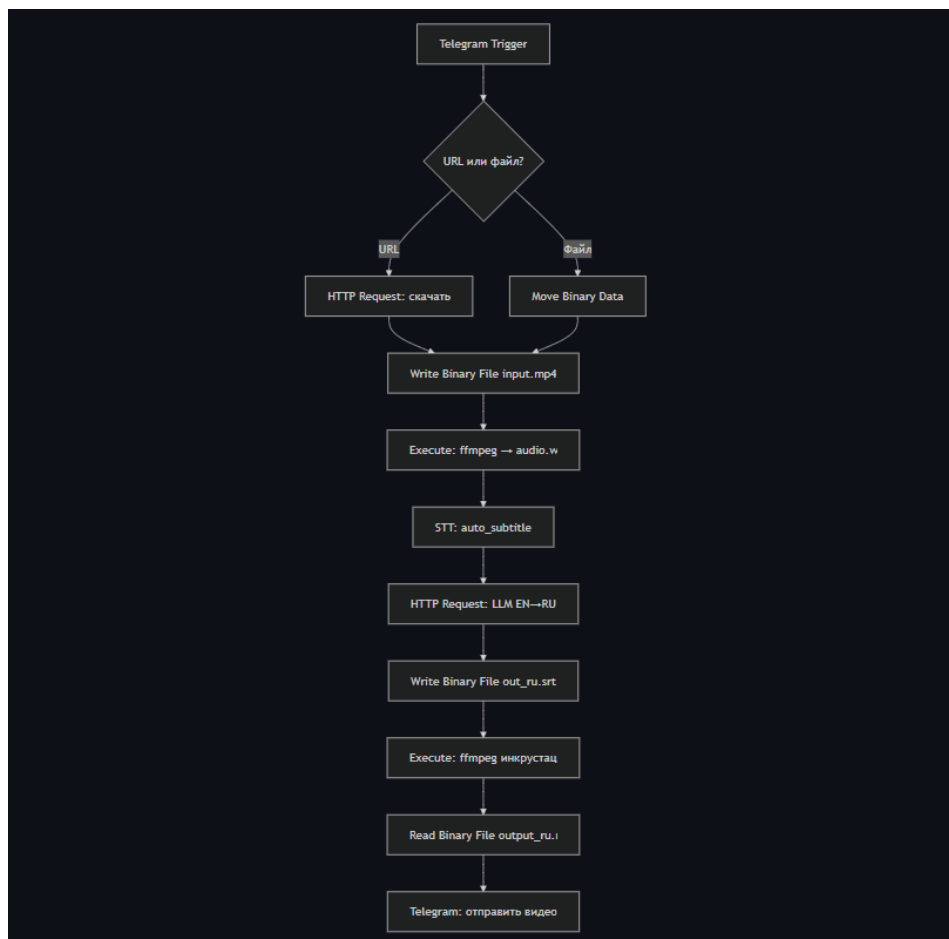 Telegram Trigger
URL или файл?
URL
Файл
HTTP Request: скачать
Move Binary Data
Write Binary File input.mp4
Execute: ffmpeg → audio.w
STT: auto_subtitle
HTTP Request: LLM EN→RU
Write Binary File out_ru.srt
Execute: ffmpeg инкрустац
Read Binary File output_ru.
Telegram: отправить видео